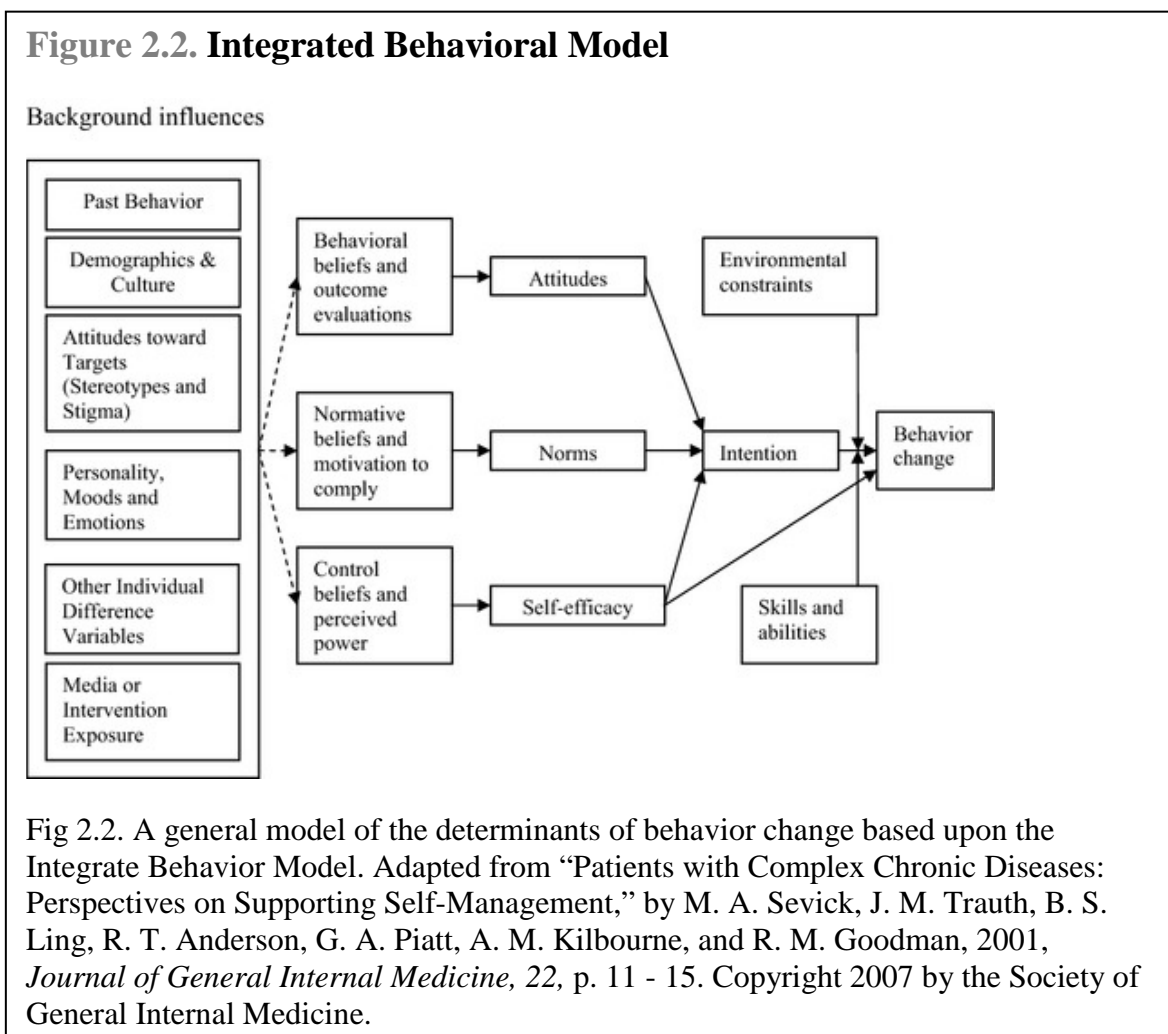 Figure 2.2. Integrated Behavioral Model
Background influences
Past Behavior
Demographics &
Culture
Attitudes toward
Targets
(Stereotypes and
Stigma)
Personality,
Moods and
Emotions
Other Individual
Difference
Variables
Media or
Intervention
Exposure
Behavioral
beliefs and
outcome
evaluations
Normative
beliefs and
motivation to
comply
Control
beliefs and
perceived
power
Attitudes
Norms
Self-efficacy
Environmental
constraints
Intention
Skills and
abilities
Behavior
change
Fig 2.2. A general model of the determinants of behavior change based upon the
Integrate Behavior Model. Adapted from “Patients with Complex Chronic Diseases:
Perspectives on Supporting Self-Management,” by M. A. Sevick, J. M. Trauth, B. S.
Ling, R. T. Anderson, G. A. Piatt, A. M. Kilbourne, and R. M. Goodman, 2001,
Journal of General Internal Medicine, 22, p. 11 - 15. Copyright 2007 by the Society of
General Internal Medicine.